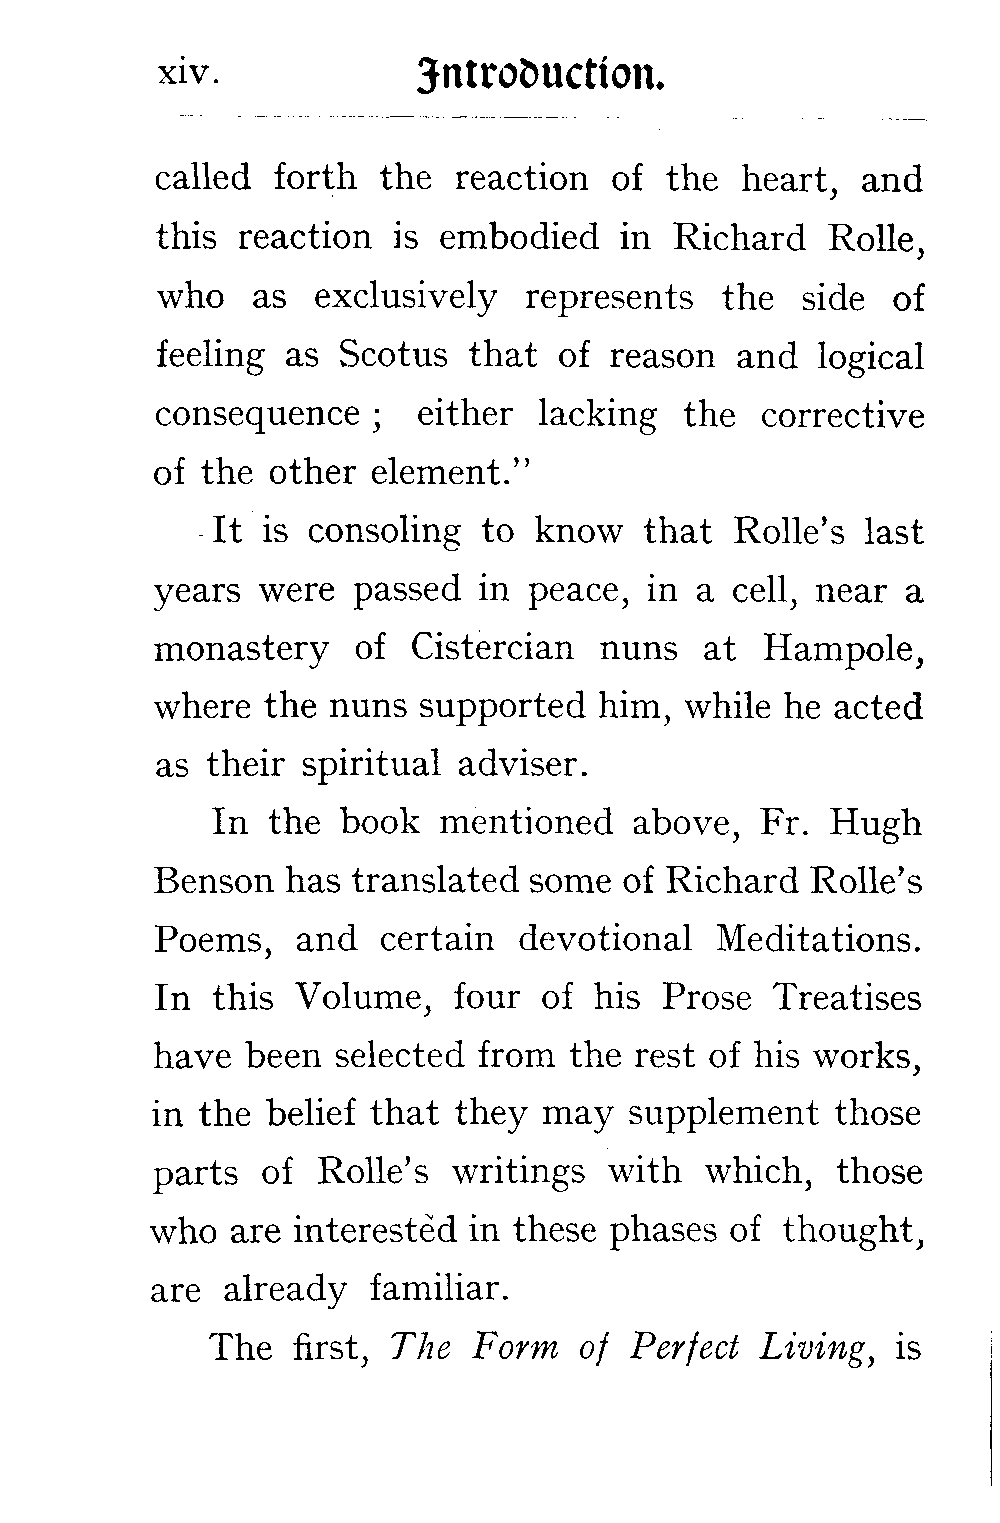 xiv. Introduction.
called forth the reaction of the heart, and
this reaction is embodied in Richard Rolle,
who as exclusively represents the side of
feeling as Scotus that of reason and logical
consequence ; either lacking the corrective
of the other element.”
It is consoling to know that Rolle’s last
years were passed in peace, in a cell, near a
monastery of Cistercian nuns at Hampole,
where the nuns supported him, while he acted
as their spiritual adviser.
In the book mentioned above, Fr. Hugh
Benson has translated some of Richard Rolle’s
Poems, and certain devotional Meditations.
In this Volume, four of his Prose Treatises
have been selected from the rest of his works,
in the belief that they may supplement those
parts of Rolle’s writings with which, those
who are interested in these phases of thought,
are already familiar.
The first, The Form of Perfect Living, is